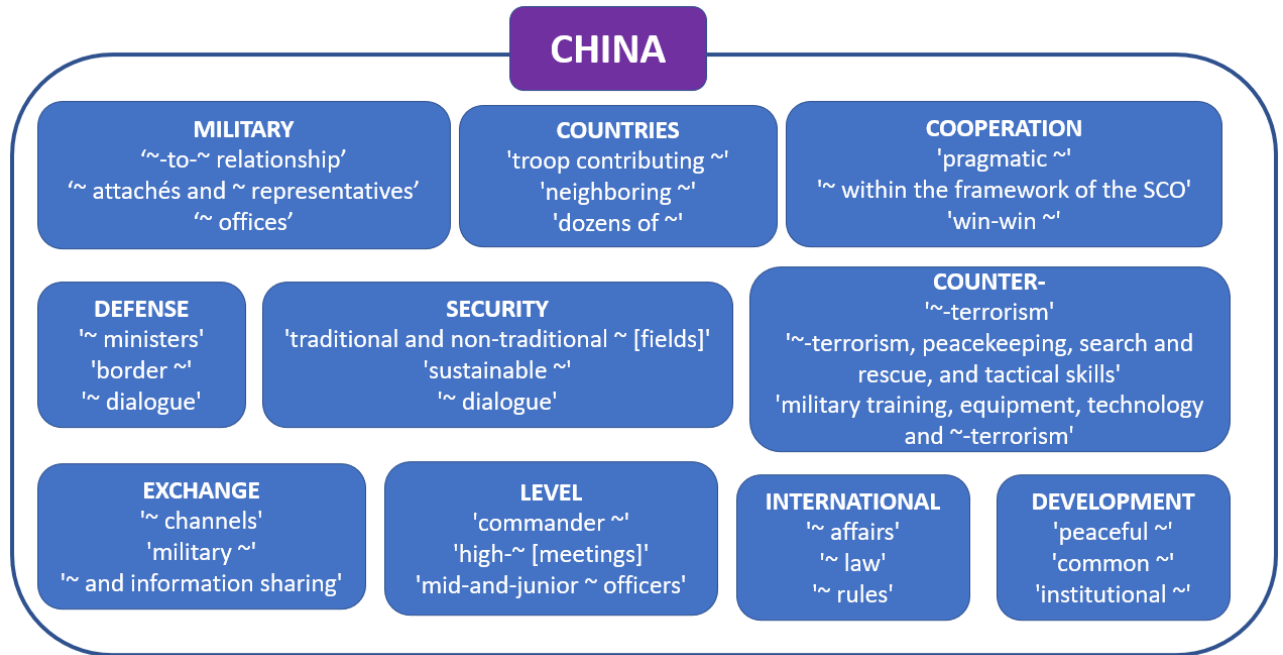 CHINA
MILITARY
‘~-to-~ relationship’
‘~ attachés and ~ representatives’
‘~ offices’
COUNTRIES
'troop contributing ~'
'neighboring ~'
'dozens of ~'
COOPERATION
'pragmatic ~'
'~ within the framework of the SCO'
'win-win ~'
DEFENSE
'~ ministers'
'border ~'
'~ dialogue'
SECURITY
'traditional and non-traditional ~ [fields]'
'sustainable ~'
'~ dialogue'
COUNTER-
'~-terrorism'
'~-terrorism, peacekeeping, search and
rescue, and tactical skills'
'military training, equipment, technology
and ~-terrorism'
EXCHANGE
'~ channels'
'military ~'
'~ and information sharing'
LEVEL
'commander ~'
'high-~ [meetings]'
'mid-and-junior ~ officers'
INTERNATIONAL
'~ affairs'
'~ law'
'~ rules'
DEVELOPMENT
'peaceful ~'
'common ~'
'institutional ~'